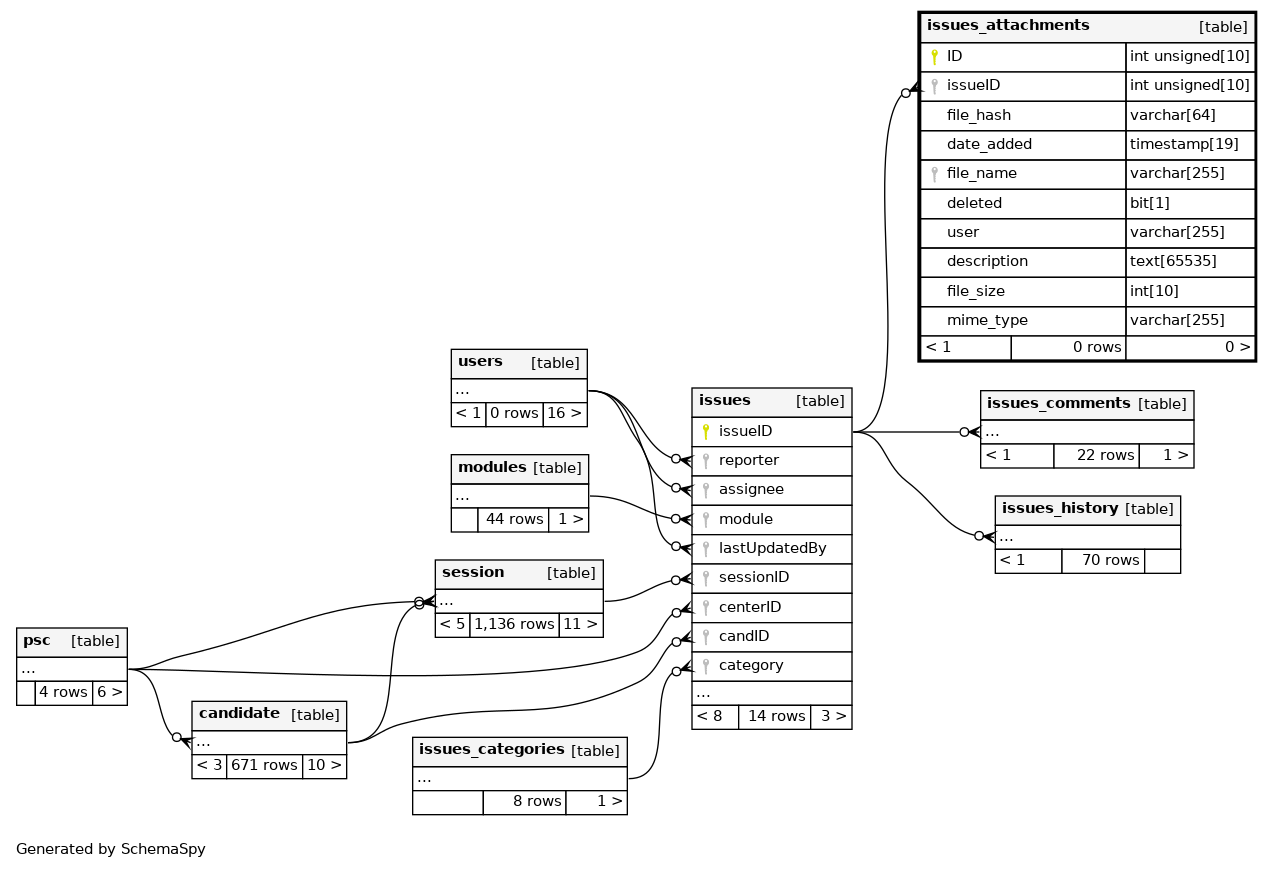 issues_attachments [table]
ID int unsigned[10]
issueID int unsigned[10]
file_hash varchar[64]
date_added timestamp[19]
file_name varchar[255]
deleted bit[1]
user varchar[255]
description text[65535]
file_size int[10]
mime_type varchar[255]
< 1 0 rows 0 >
users [table]
...
< 1 0 rows 16 >
modules [table]
...
44 rows 1 >
session [table]
...
< 5 1,136 rows 11 >
psc [table]
...
4 rows 6 >
candidate [table]
...
< 3 671 rows 10 >
issues_categories [table]
...
8 rows 1 >
issues [table]
issueID
reporter
assignee
module
lastUpdatedBy
sessionID
centerID
candID
category
...
< 8 14 rows 3 >
issues_comments [table]
...
< 1 22 rows 1 >
issues_history [table]
...
< 1 70 rows
Generated by SchemaSpy